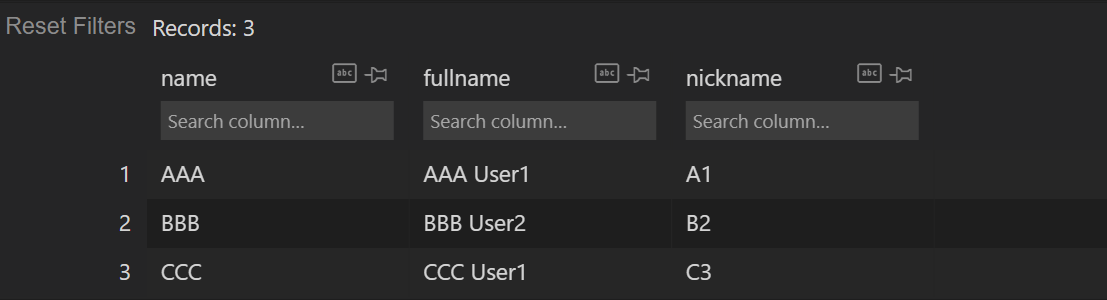 Reset Filters Records: 3
name abc fullname abc nickname abc
Search column... Search column... Search column...
1 AAA AAA User1 A1
2 BBB BBB User2 B2
3 CCC CCC User1 C3